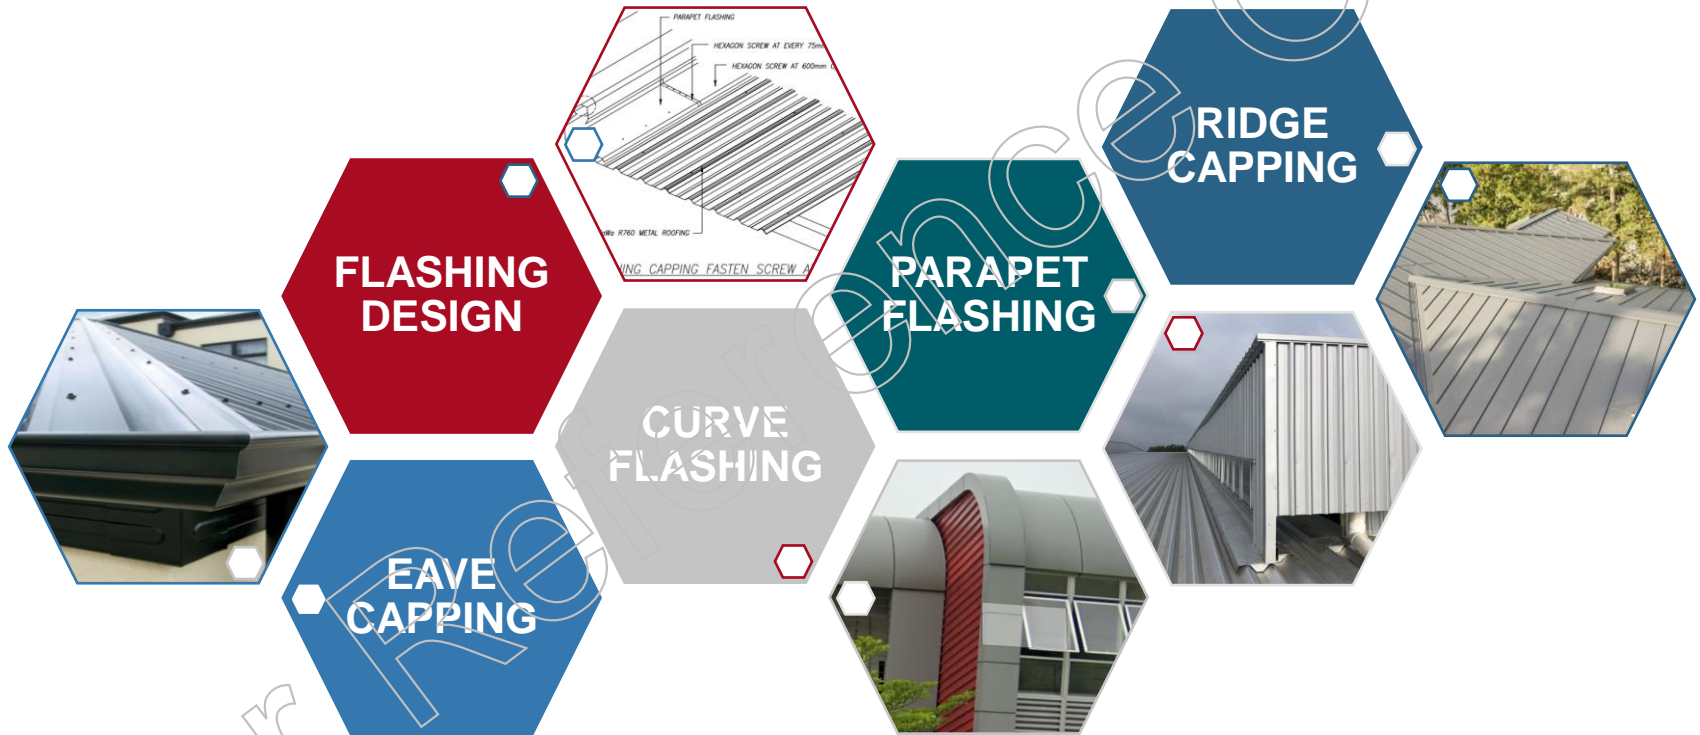 PARAPET FLASHING
HEXAGON SCREW AT EVERY 75m
HEXAGON SCREW AT 600mm
R760 METAL ROOFING
CAPPING FASTEN SCREW
FLASHING
DESIGN
EAVE
CAPPING
CURVE
FLASHING
PARAPET
FLASHING
RIDGE
CAPPING
r Reference O